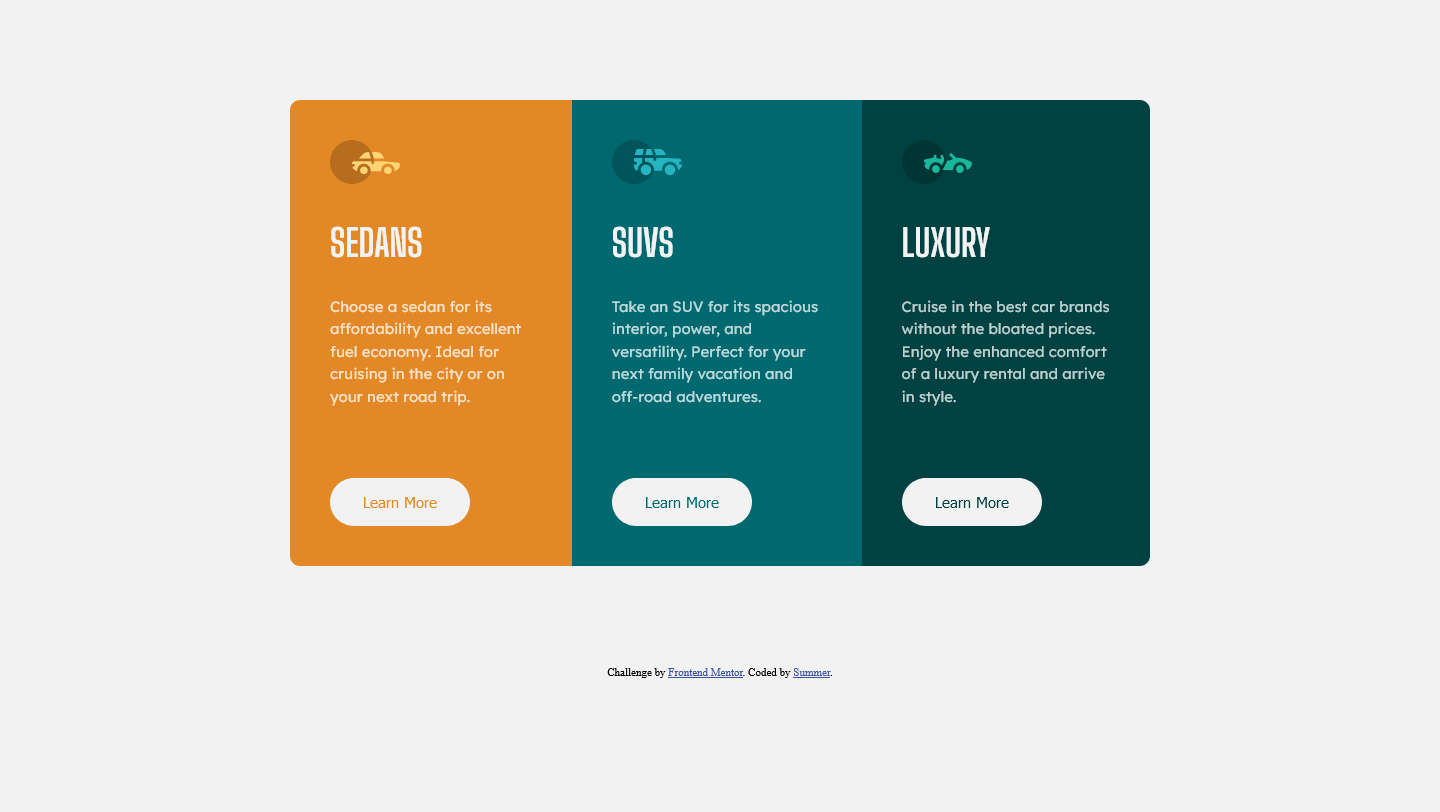 SEDANS
Choose a sedan for its
affordability and excellent
fuel economy. Ideal for
cruising in the city or on
your next road trip.
Learn More
SUVS
Take an SUV for its spacious
interior, power, and
versatility. Perfect for your
next family vacation and
off-road adventures.
Learn More
LUXURY
Cruise in the best car brands
without the bloated prices.
Enjoy the enhanced comfort
of a luxury rental and arrive
in style.
Learn More
Challenge by Frontend Mentor. Coded by Summer.